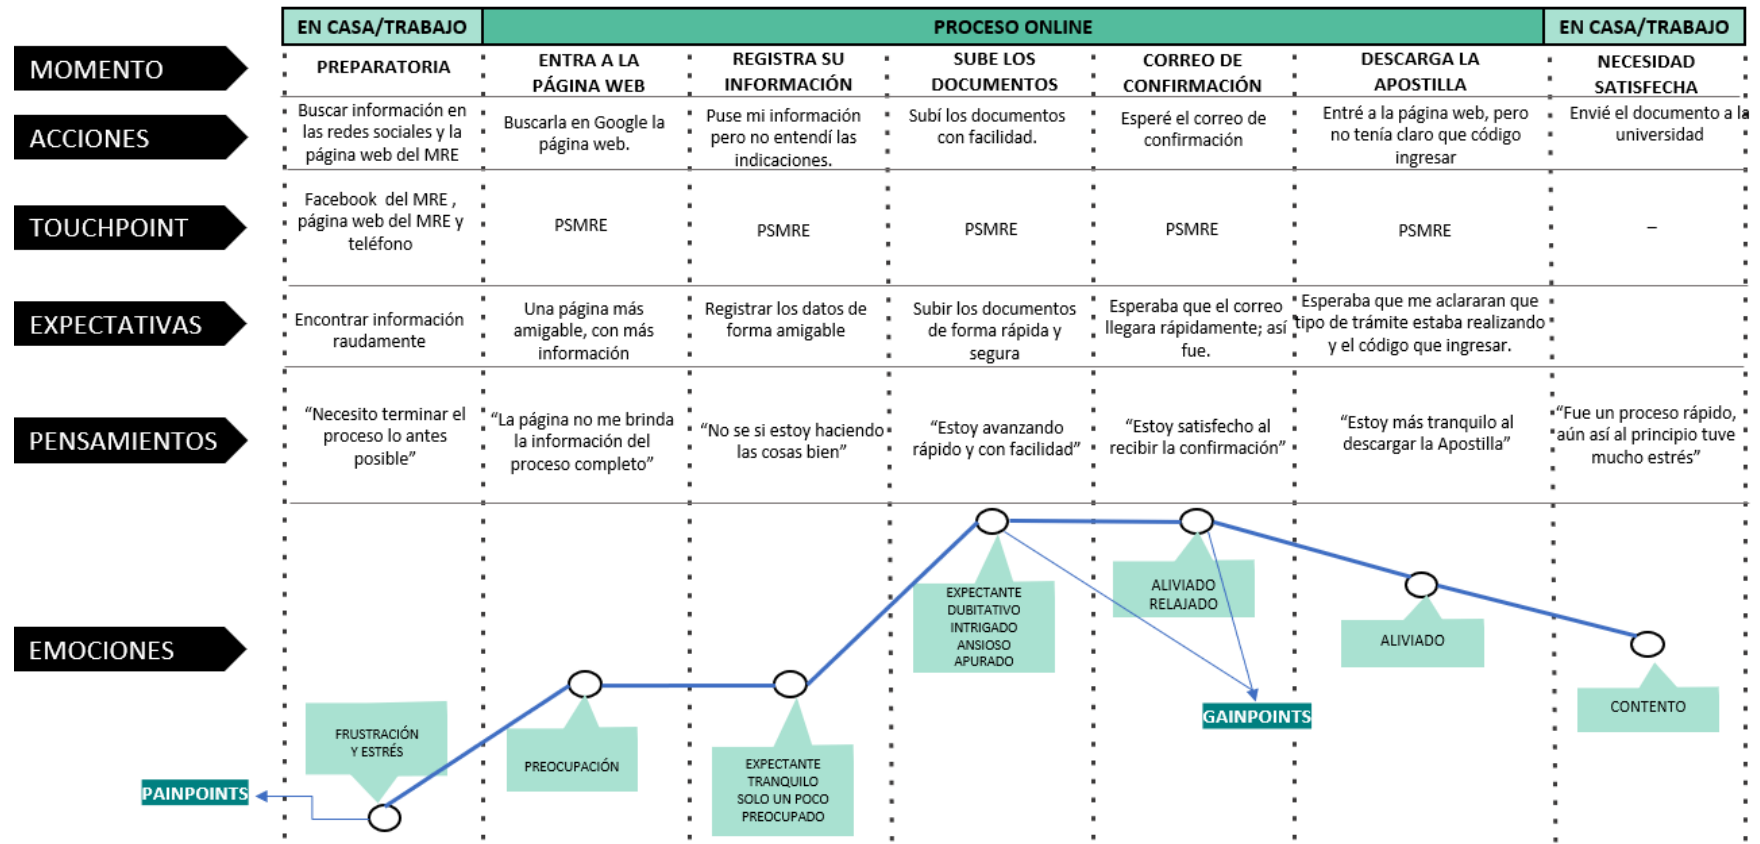 EN CASA/TRABAJO
PROCESO ONLINE
EN CASA/TRABAJO
MOMENTO
PREPARATORIA
ENTRA A LA
PÁGINA WEB
REGISTRA SU
INFORMACIÓN
SUBE LOS
DOCUMENTOS
CORREO DE
CONFIRMACIÓN
DESCARGA LA
APOSTILLA
NECESIDAD
SATISFECHA
ACCIONES
Buscar información en
las redes sociales y la
página web del MRE
Buscarla en Google la
página web.
Puse mi información
pero no entendí las
indicaciones.
Subí los documentos
con facilidad.
Esperé el correo de
confirmación
Entré a la página web, pero
no tenía claro que código
ingresar
Envié el documento a la
universidad
TOUCHPOINT
Facebook del MRE ,
página web del MRE y
teléfono
PSMRE
PSMRE
PSMRE
PSMRE
PSMRE
–
EXPECTATIVAS
Encontrar información
raudamente
Una página más
amigable, con más
información
Registrar los datos de
forma amigable
Subir los documentos
de forma rápida y
segura
Esperaba que el correo
llegara rápidamente; así
fue.
Esperaba que me aclararan que
tipo de trámite estaba realizando
y el código que ingresar.
PENSAMIENTOS
“Necesito terminar el
proceso lo antes
posible”
“La página no me brinda
la información del
proceso completo”
“No se si estoy haciendo
las cosas bien”
“Estoy avanzando
rápido y con facilidad”
“Estoy satisfecho al
recibir la confirmación”
“Estoy más tranquilo al
descargar la Apostilla”
“Fue un proceso rápido,
aún así al principio tuve
mucho estrés”
EMOCIONES
FRUSTRACIÓN
Y ESTRÉS
PREOCUPACIÓN
EXPECTANTE
TRANQUILO
SOLO UN POCO
PREOCUPADO
EXPECTANTE
DUBITATIVO
INTRIGADO
ANSIOSO
APURADO
ALIVIADO
RELAJADO
ALIVIADO
CONTENTO
GAINPOINTS
PAINPOINTS